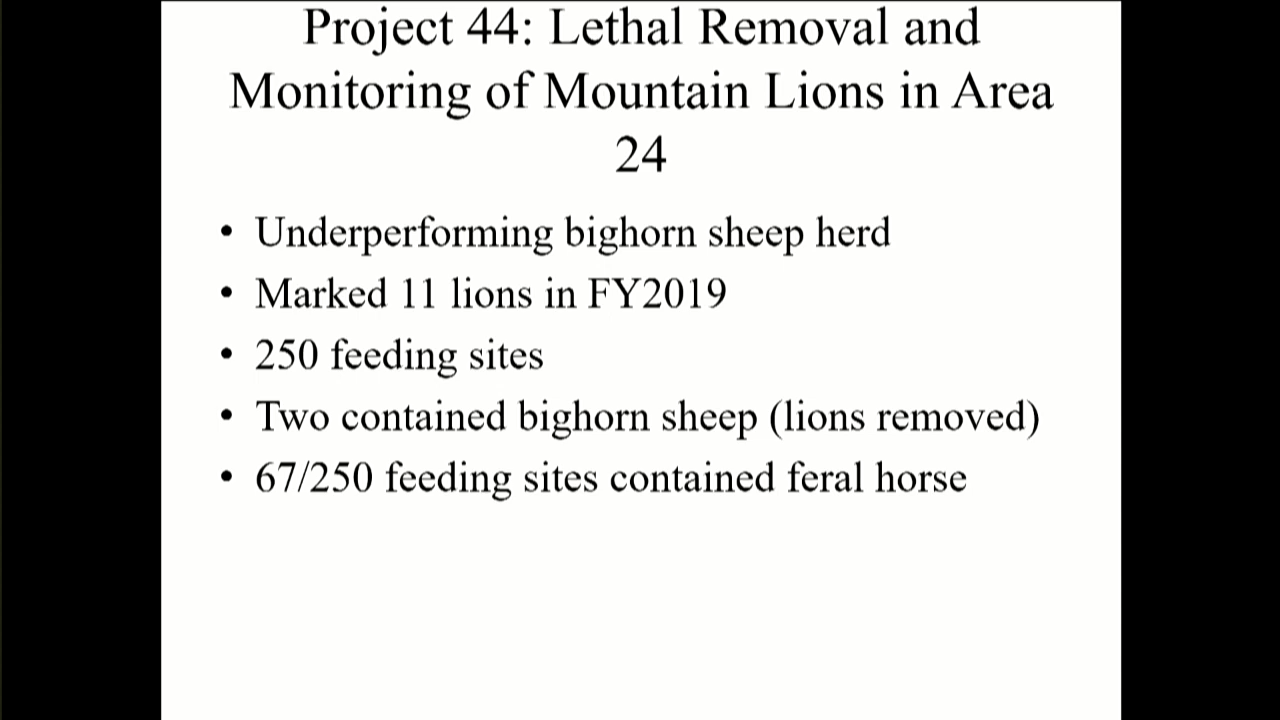 Project 44: Lethal Removal and
Monitoring of Mountain Lions in Area
24
• Underperforming bighorn sheep herd
• Marked 11 lions in FY2019
• 250 feeding sites
• Two contained bighorn sheep (lions removed)
• 67/250 feeding sites contained feral horse